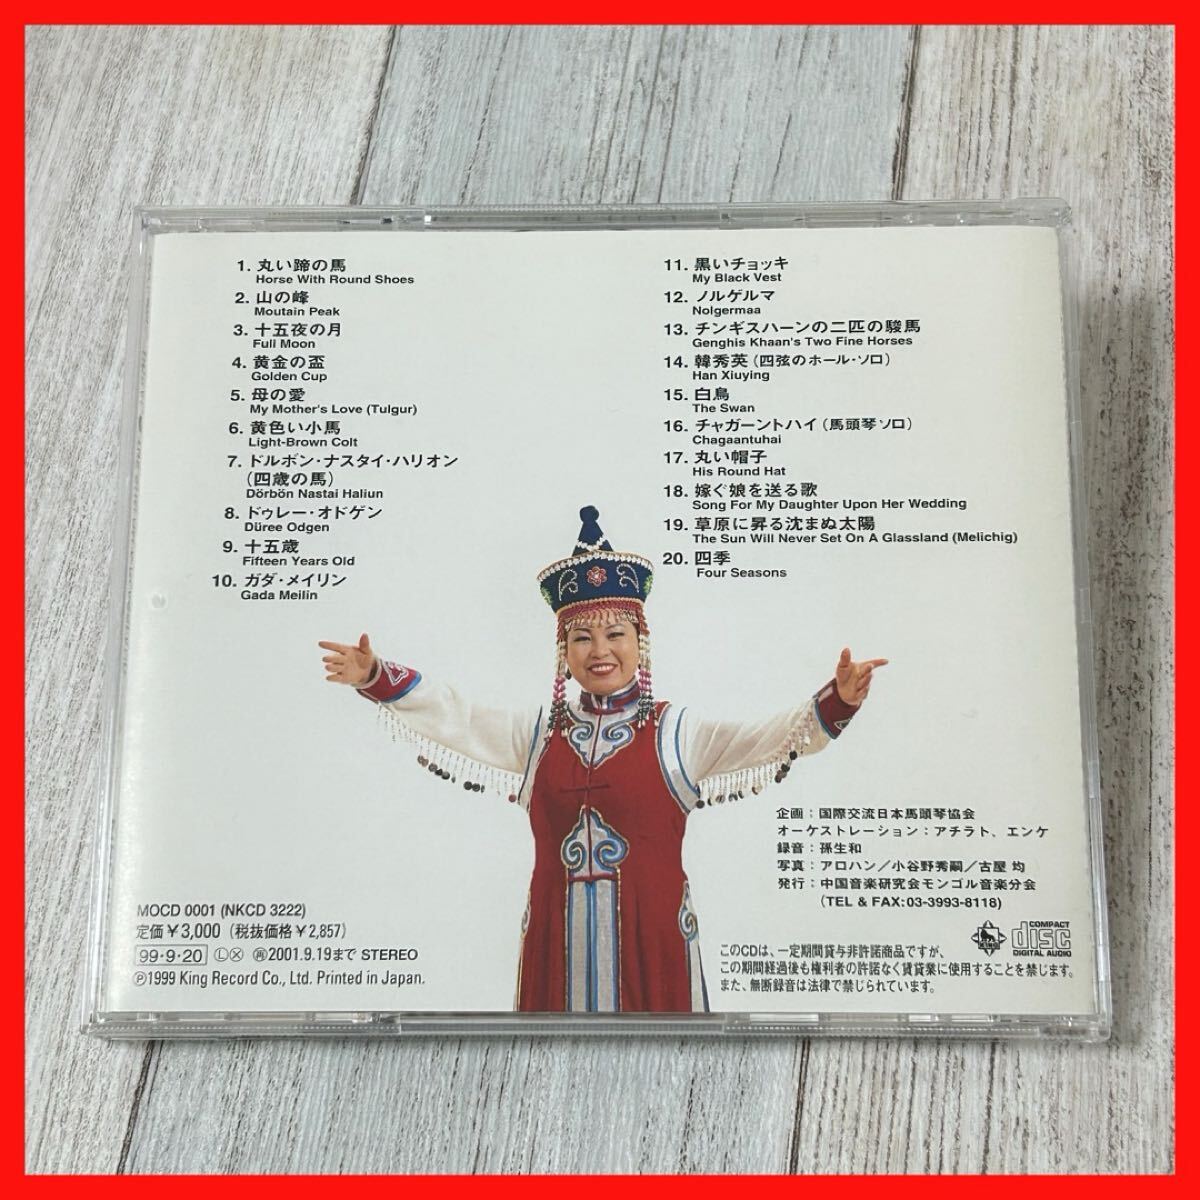 1. 丸い蹄の馬
Horse With Round Shoes
2. 山の峰
Moutain Peak
3. 十五夜の月
Full Moon
4. 黄金の盃
Golden Cup
5. 母の愛
My Mother's Love (Tulgur)
6. 黄色い小馬
Light-Brown Colt
7. ドルボン・ナスタイ・ハリオン
(四歳の馬)
Dörbön Nastai Haliun
8. ドゥレー・オドゲン
Düree Odgen
9. 十五歳
Fifteen Years Old
10. ガダ・メイリン
Gada Meilin
11. 黒いチョッキ
My Black Vest
12. ノルゲルマ
Nolgermaa
13. チンギスハーンの二匹の駿馬
Genghis Khaan's Two Fine Horses
14. 韓秀英(四弦のホール・ソロ)
Han Xiuying
15. 白鳥
The Swan
16. チャガーントハイ(馬頭琴ソロ)
Chagaantuhai
17. 丸い帽子
His Round Hat
18. 嫁ぐ娘を送る歌
Song For My Daughter Upon Her Wedding
19. 草原に昇る沈まぬ太陽
The Sun Will Never Set On A Glassland (Melichig)
20. 四季
Four Seasons
企画:国際交流日本馬頭琴協会
オーケストレーション:アチラト、エンケ
録音:孫生和
写真:アロハン/小谷野秀嗣/古屋 均
発行:中国音楽研究会モンゴル音楽分会
(TEL & FAX:03-3993-8118)
MOCD 0001 (NKCD 3222)
定価¥3,000(税抜価格¥2,857)
99・9・20 Ⓛ Ⓧ ㊙ 2001.9.19まで STEREO
Ⓟ1999 King Record Co., Ltd. Printed in Japan.
KING
COMPACT
disc
DIGITAL AUDIO
このCDは、一定期間貸与非許諾商品ですが、
この期間経過後も権利者の許諾なく賃貸業に使用することを禁じます。
また、無断録音は法律で禁じられています。